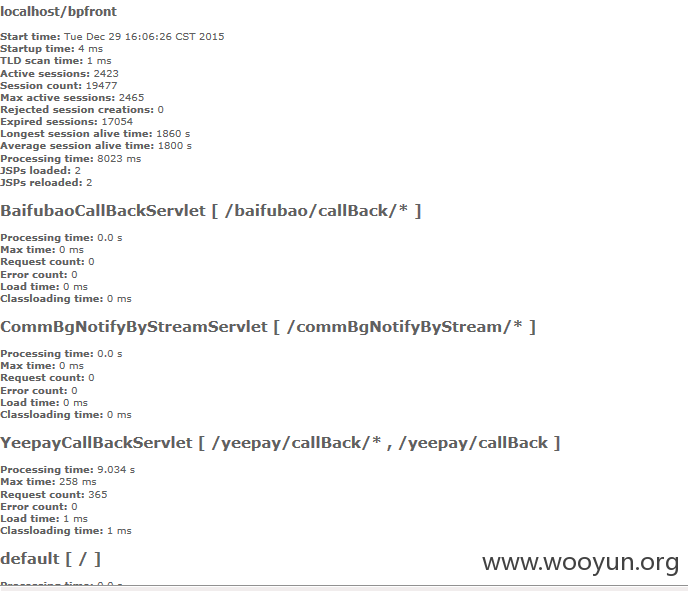 localhost/bpfront
Start time: Tue Dec 29 16:06:26 CST 2015
Startup time: 4 ms
TLD scan time: 1 ms
Active sessions: 2423
Session count: 19477
Max active sessions: 2465
Rejected session creations: 0
Expired sessions: 17054
Longest session alive time: 1860 s
Average session alive time: 1800 s
Processing time: 8023 ms
JSPs loaded: 2
JSPs reloaded: 2
BaifubaoCallBackServlet [ /baifubao/callBack/* ]
Processing time: 0.0 s
Max time: 0 ms
Request count: 0
Error count: 0
Load time: 0 ms
Classloading time: 0 ms
CommBgNotifyByStreamServlet [ /commBgNotifyByStream/* ]
Processing time: 0.0 s
Max time: 0 ms
Request count: 0
Error count: 0
Load time: 0 ms
Classloading time: 0 ms
YeepayCallBackServlet [ /yeepay/callBack/* , /yeepay/callBack ]
Processing time: 9.034 s
Max time: 258 ms
Request count: 365
Error count: 0
Load time: 1 ms
Classloading time: 1 ms
default [ / ]
www.wooyun.org
Processing time: 0.0 s